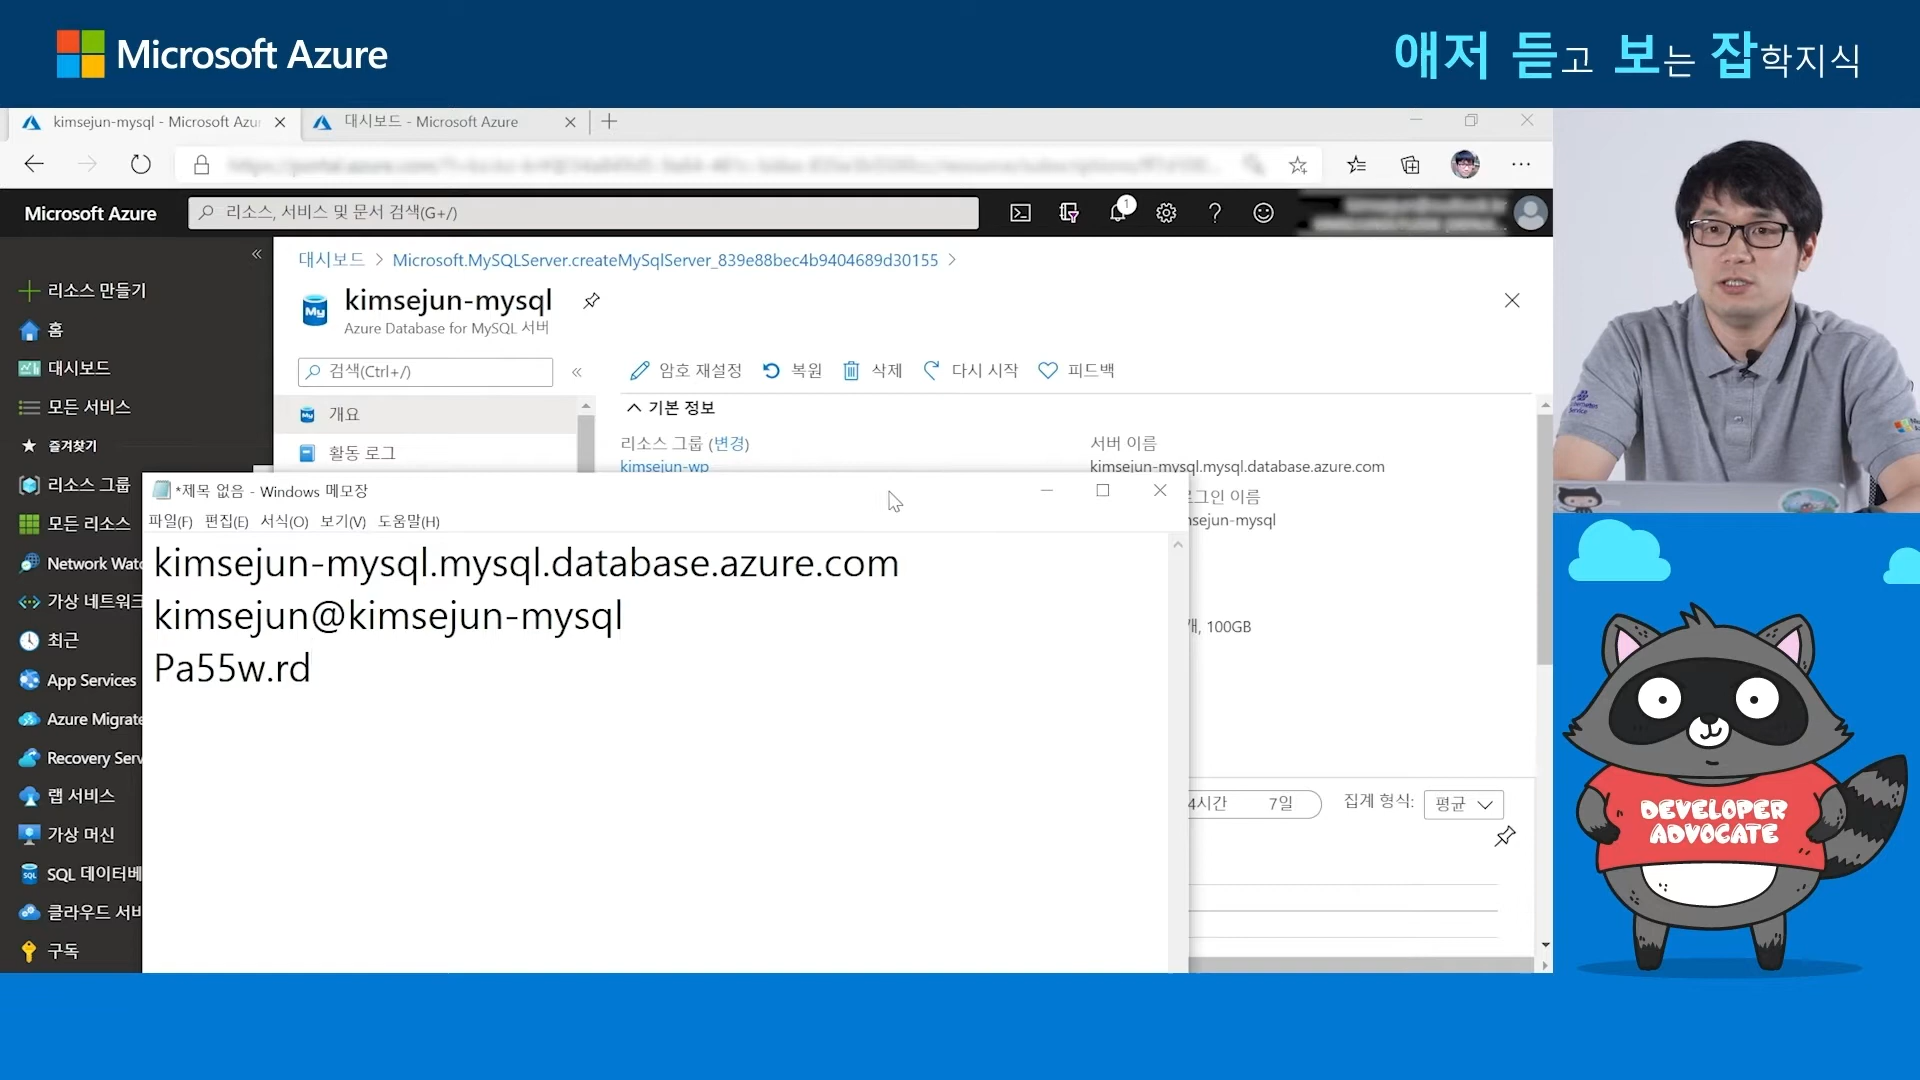 Microsoft Azure
애저 듣고 보는 잡학지식
kimsejun-mysql - Microsoft Azu
대시보드 - Microsoft Azure
Microsoft Azure
리소스, 서비스 및 문서 검색(G+/)
1
대시보드 > Microsoft.MySQLServer.createMySqlServer_839e88bec4b9404689d30155 >
My
kimsejun-mysql
Azure Database for MySQL 서버
리소스 만들기
홈
대시보드
모든 서비스
즐겨찾기
리소스 그룹
모든 리소스
Network Watc
가상 네트워크
최근
App Services
Azure Migrate
Recovery Serv
랩 서비스
가상 머신
SQL 데이터베
클라우드 서비
구독
검색(Ctrl+/)
개요
활동 로그
암호 재설정 복원 삭제 다시 시작 피드백
기본 정보
리소스 그룹 (변경)
kimsejun-wp
서버 이름
kimsejun-mysql.mysql.database.azure.com
로그인 이름
nsejun-mysql
개, 100GB
*제목 없음 - Windows 메모장
파일(F) 편집(E) 서식(O) 보기(V) 도움말(H)
kimsejun-mysql.mysql.database.azure.com
kimsejun@kimsejun-mysql
Pa55w.rd
4시간 7일 집계 형식: 평균
DEVELOPER
ADVOCATE